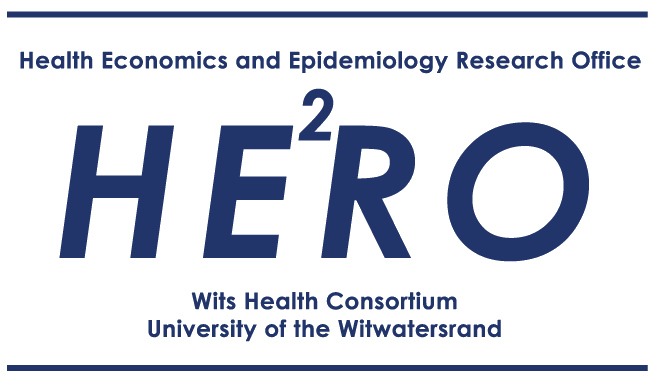 Health Economics and Epidemiology Research Office
HE²RO
Wits Health Consortium
University of the Witwatersrand